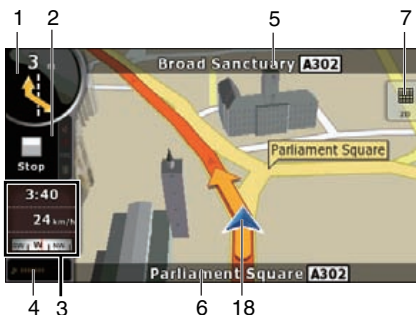 1 2 5 7
3 m
Broad Sanctuary A302
2D
Stop
Parliament Square
3:40
24 km/h
SW W NW
Parliament Square A302
4 3 6 18